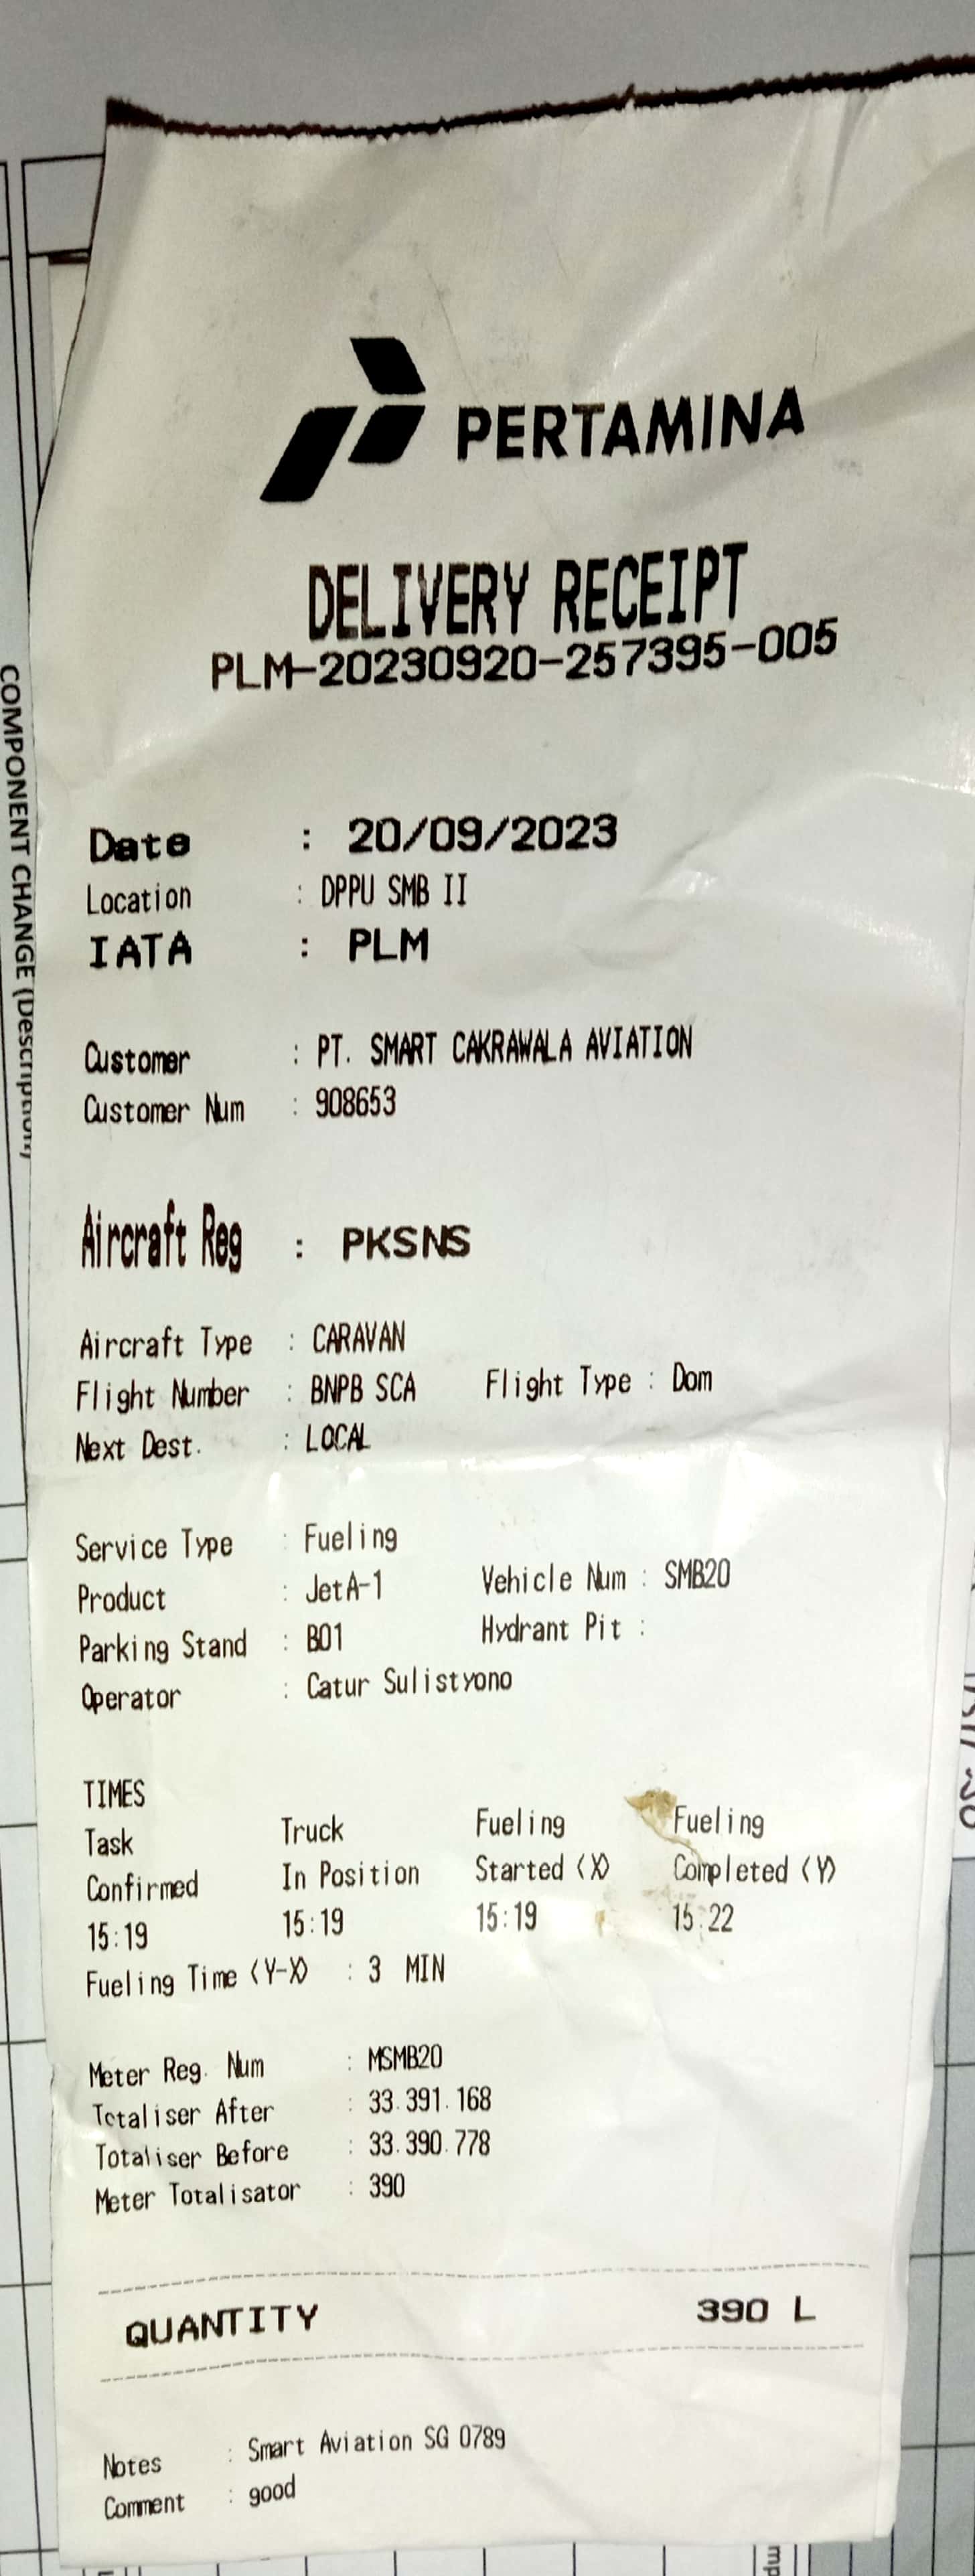 PERTAMINA
DELIVERY RECEIPT
PLM-20230920-257395-005
Date : 20/09/2023
Location : DPPU SMB II
IATA : PLM
Customer : PT. SMART CAKRAWALA AVIATION
Customer Num : 908653
Aircraft Reg : PKSNS
Aircraft Type : CARAVAN
Flight Number : BNPB SCA Flight Type : Dom
Next Dest. : LOCAL
Service Type : Fueling
Product : JetA-1 Vehicle Num : SMB20
Parking Stand : B01 Hydrant Pit :
Operator : Catur Sulistyono
TIMES
Task Truck Fueling Fueling
Confirmed In Position Started (X) Completed (Y)
15:19 15:19 15:19 15:22
Fueling Time (Y-X) : 3 MIN
Meter Reg. Num : MSMB20
Totaliser After : 33.391.168
Totaliser Before : 33.390.778
Meter Totalisator : 390
QUANTITY 390 L
Notes : Smart Aviation SG 0789
Comment : good
COMPONENT CHANGE (Description)